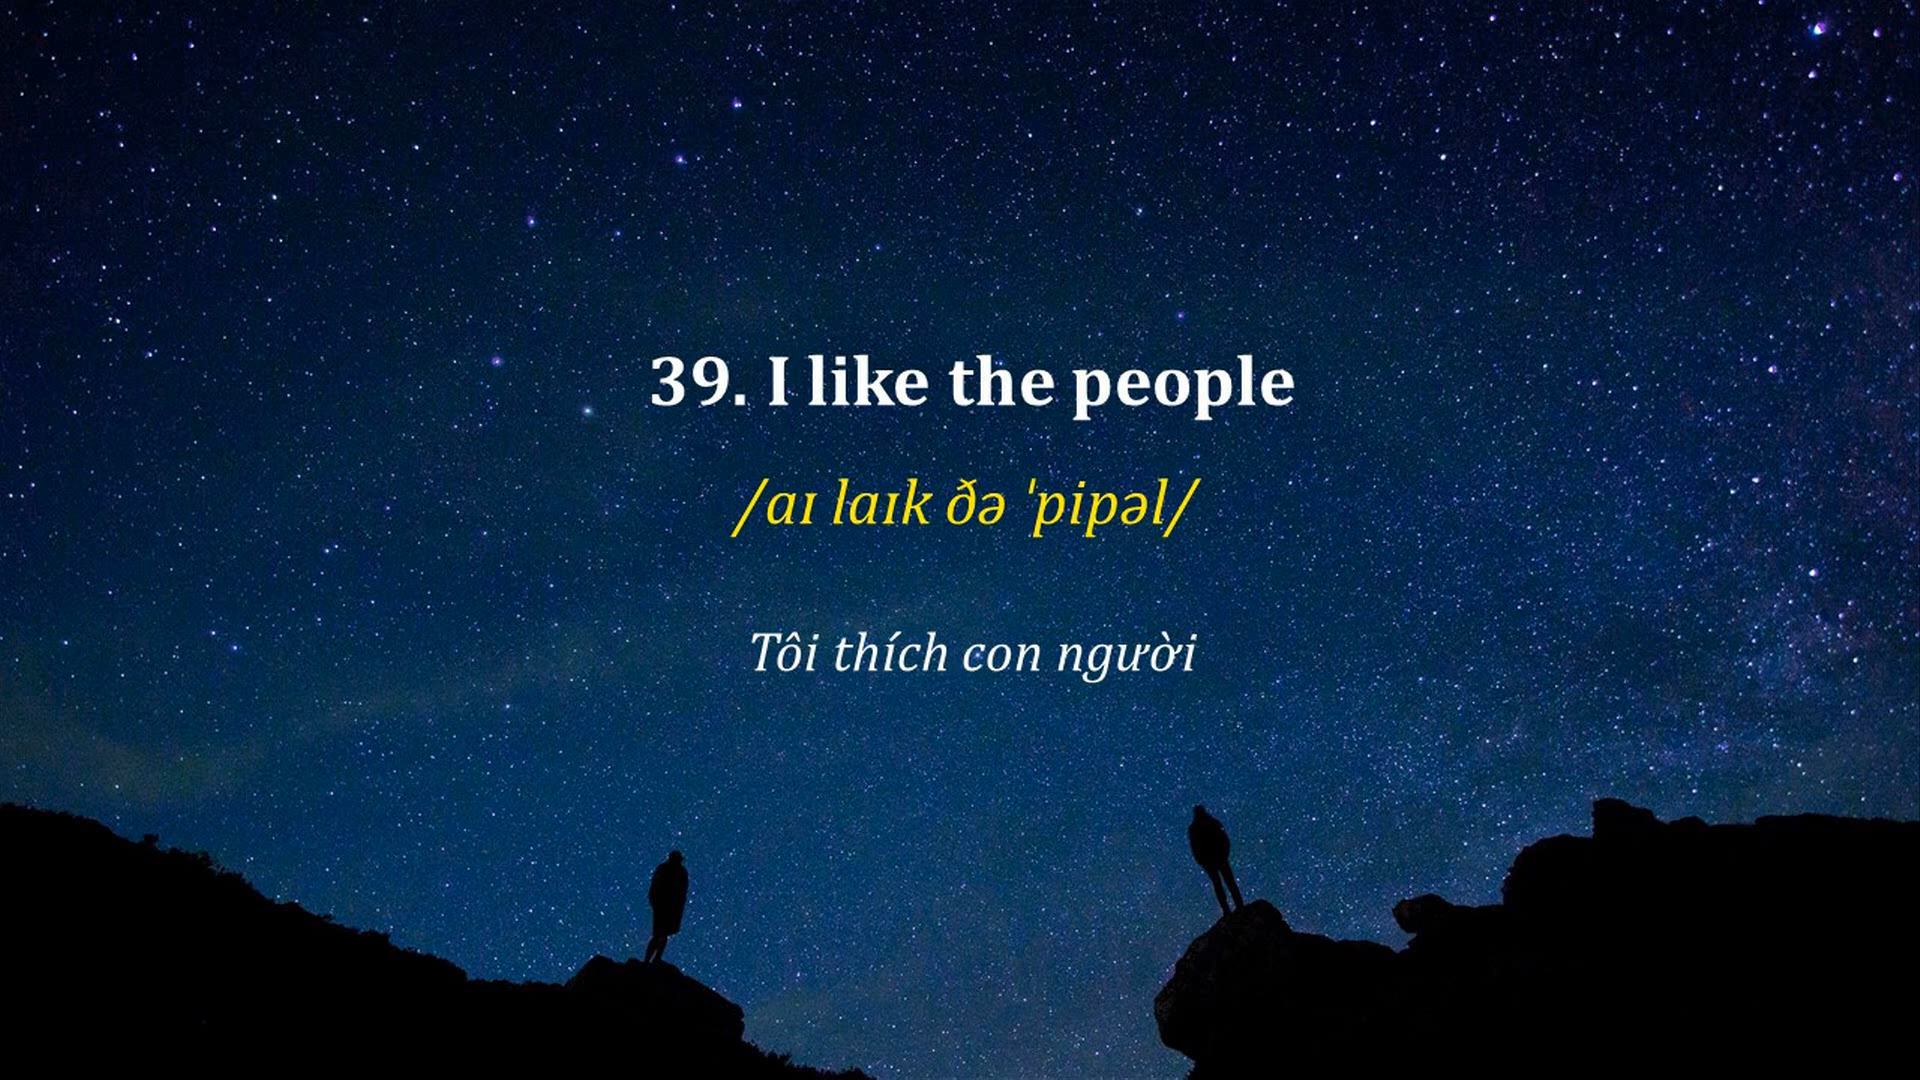 39. I like the people
/aɪ laɪk ðə ˈpipəl/
Tôi thích con người